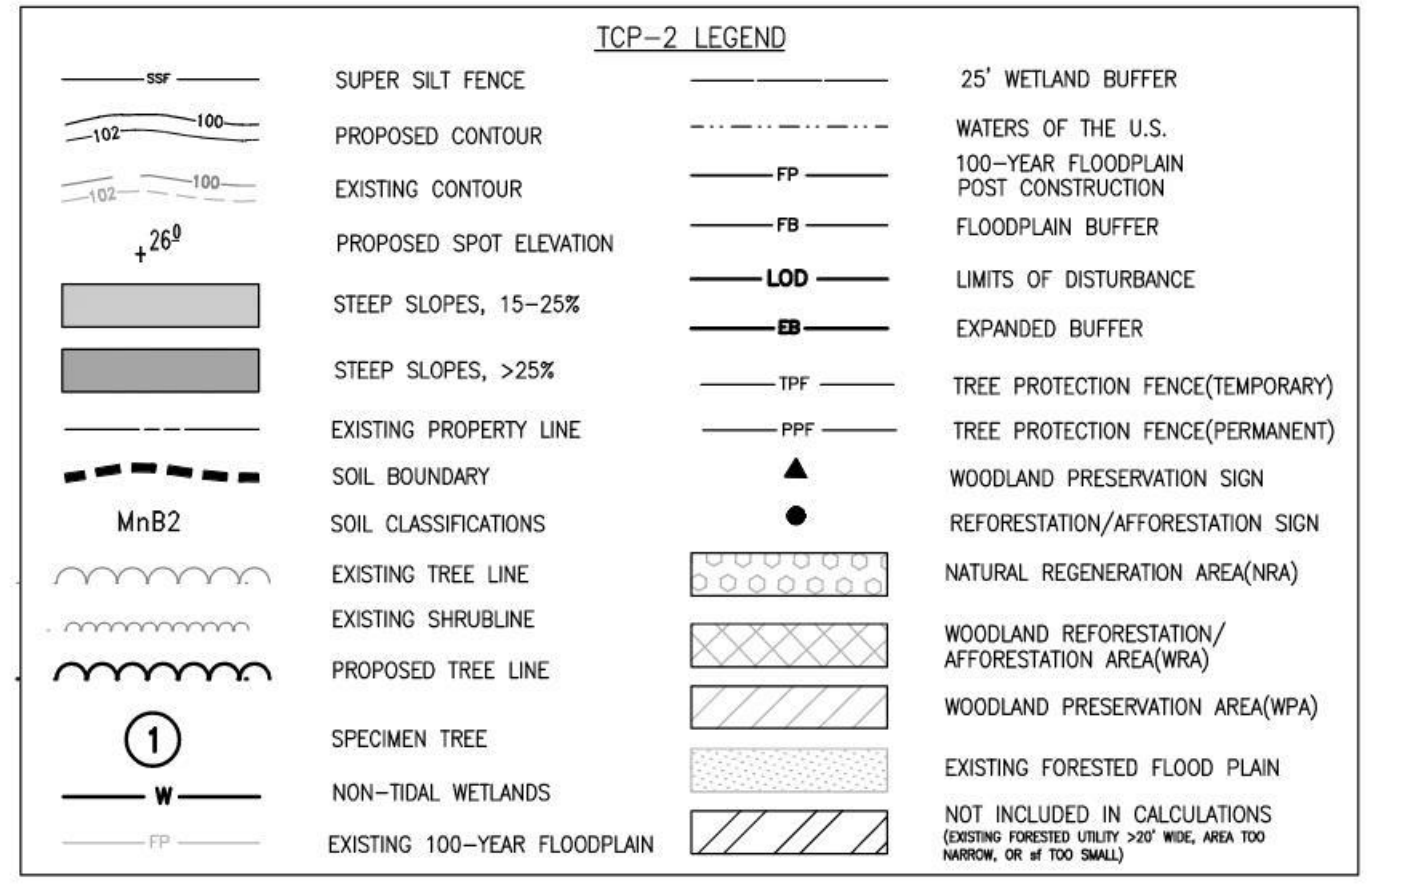 TCP-2 LEGEND
SSF SUPER SILT FENCE
100 102 PROPOSED CONTOUR
100 102 EXISTING CONTOUR
+26⁰ PROPOSED SPOT ELEVATION
STEEP SLOPES, 15-25%
STEEP SLOPES, >25%
EXISTING PROPERTY LINE
SOIL BOUNDARY
MnB2 SOIL CLASSIFICATIONS
EXISTING TREE LINE
EXISTING SHRUBLINE
PROPOSED TREE LINE
1 SPECIMEN TREE
W NON-TIDAL WETLANDS
FP EXISTING 100-YEAR FLOODPLAIN
25' WETLAND BUFFER
WATERS OF THE U.S.
FP 100-YEAR FLOODPLAIN
POST CONSTRUCTION
FB FLOODPLAIN BUFFER
LOD LIMITS OF DISTURBANCE
EB EXPANDED BUFFER
TPF TREE PROTECTION FENCE(TEMPORARY)
PPF TREE PROTECTION FENCE(PERMANENT)
WOODLAND PRESERVATION SIGN
REFORESTATION/AFFORESTATION SIGN
NATURAL REGENERATION AREA(NRA)
WOODLAND REFORESTATION/
AFFORESTATION AREA(WRA)
WOODLAND PRESERVATION AREA(WPA)
EXISTING FORESTED FLOOD PLAIN
NOT INCLUDED IN CALCULATIONS
(EXISTING FORESTED UTILITY >20' WIDE, AREA TOO
NARROW, OR sf TOO SMALL)